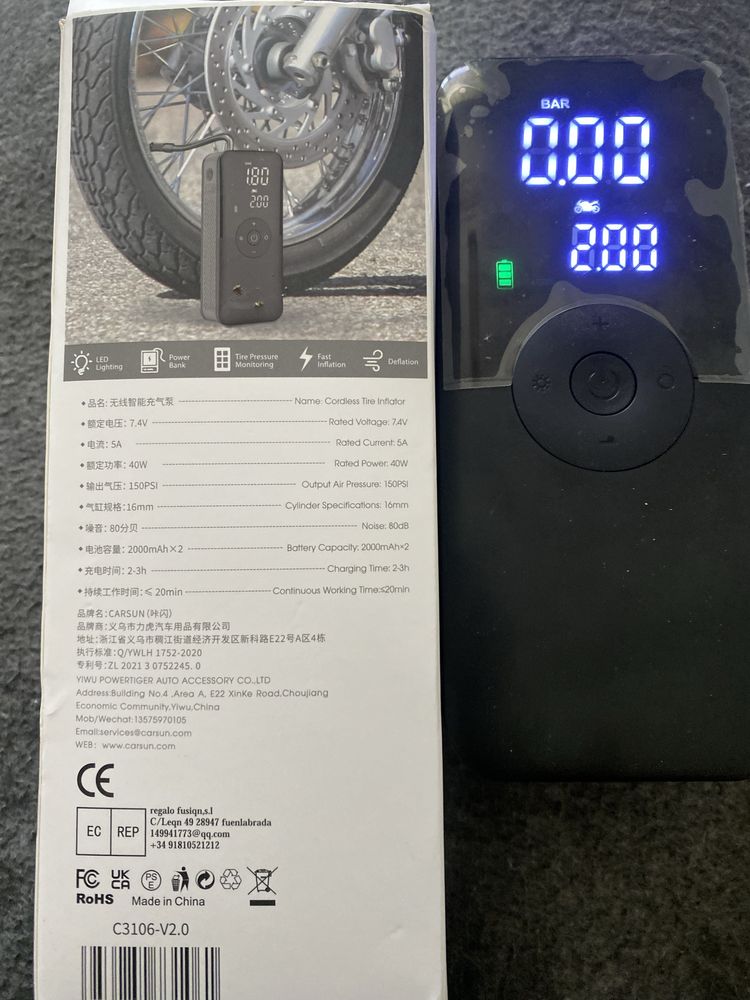 180
200
LED Lighting
Power Bank
Tire Pressure Monitoring
Fast Inflation
Deflation
品名: 无线智能充气泵 Name: Cordless Tire Inflator
额定电压: 7.4V Rated Voltage: 7.4V
电流: 5A Rated Current: 5A
额定功率: 40W Rated Power: 40W
输出气压: 150PSI Output Air Pressure: 150PSI
气缸规格:16mm Cylinder Specifications: 16mm
噪音: 80分贝 Noise: 80dB
电池容量: 2000mAh×2 Battery Capacity: 2000mAh×2
充电时间: 2-3h Charging Time: 2-3h
持续工作时间: ≤ 20min Continuous Working Time:≤20min
品牌名:CARSUN (咔闪)
品牌商:义乌市力虎汽车用品有限公司
地址:浙江省义乌市稠江街道经济开发区新科路E22号A区4栋
执行标准: Q/YWLH 1752-2020
专利号: ZL 2021 3 0752245. 0
YIWU POWERTIGER AUTO ACCESSORY CO.,LTD
Address:Building No.4 ,Area A, E22 XinKe Road,Choujiang
Economic Community,Yiwu,China
Mob/Wechat:13575970105
Email:services@carsun.com
WEB: www.carsun.com
CE
EC REP
regalo fusiqn,s.l
C/Leqn 49 28947 fuenlabrada
149941773@qq.com
+34 91810521212
FC UK CA PS E
RoHS Made in China
C3106-V2.0
BAR
0.00
2.00